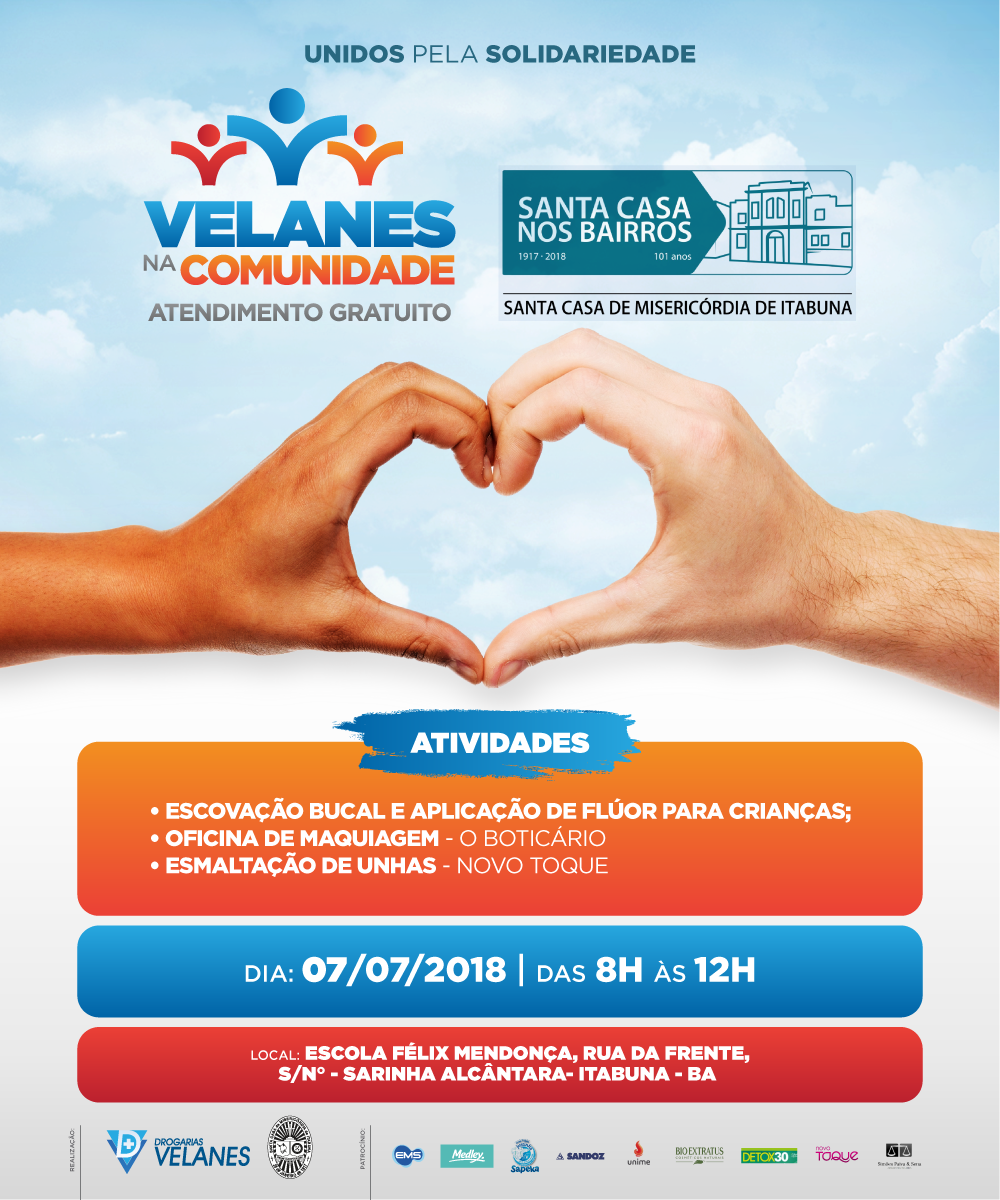 UNIDOS PELA SOLIDARIEDADE
VELANES
NA COMUNIDADE
ATENDIMENTO GRATUITO
SANTA CASA
NOS BAIRROS
1917 · 2018 101 anos
SANTA CASA DE MISERICÓRDIA DE ITABUNA
ATIVIDADES
• ESCOVAÇÃO BUCAL E APLICAÇÃO DE FLÚOR PARA CRIANÇAS;
• OFICINA DE MAQUIAGEM - O BOTICÁRIO
• ESMALTAÇÃO DE UNHAS - NOVO TOQUE
DIA: 07/07/2018 | DAS 8H ÀS 12H
LOCAL: ESCOLA FÉLIX MENDONÇA, RUA DA FRENTE,
S/Nº - SARINHA ALCÂNTARA- ITABUNA - BA
REALIZAÇÃO:
DROGARIAS
VELANES
PATROCÍNIO:
EMS
Medley
Sapeka
SANDOZ
unime
BIO EXTRATUS
DETOX30
novo
TOQUE